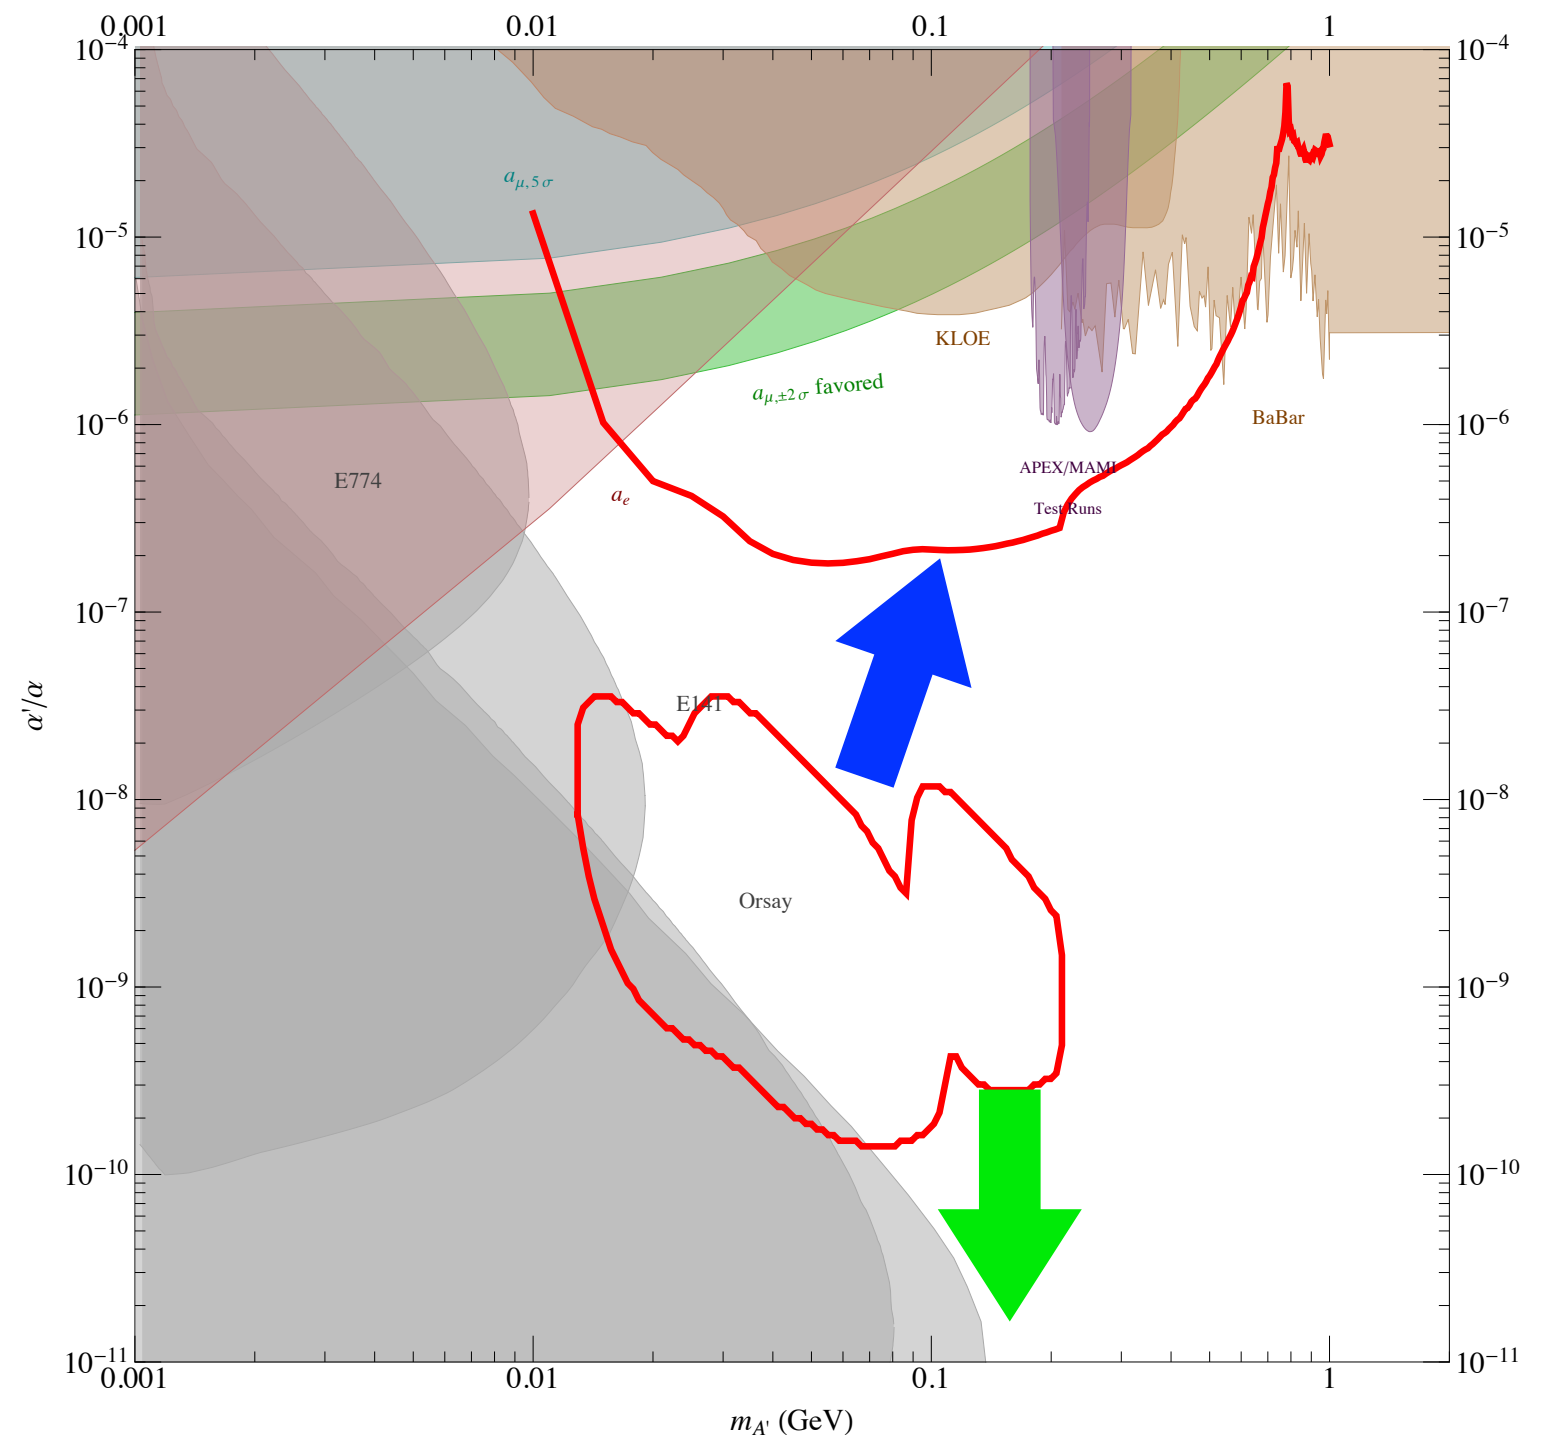 0.001 0.01 0.1 1
10⁻⁴ 10⁻⁴
a_μ,5σ
10⁻⁵ 10⁻⁵
KLOE
a_μ,±2σ favored
BaBar
10⁻⁶ 10⁻⁶
APEX/MAMI
E774
a_e
Test Runs
10⁻⁷ 10⁻⁷
α'/α
E141
10⁻⁸ 10⁻⁸
Orsay
10⁻⁹ 10⁻⁹
10⁻¹⁰ 10⁻¹⁰
10⁻¹¹ 10⁻¹¹
0.001 0.01 0.1 1
m_A' (GeV)